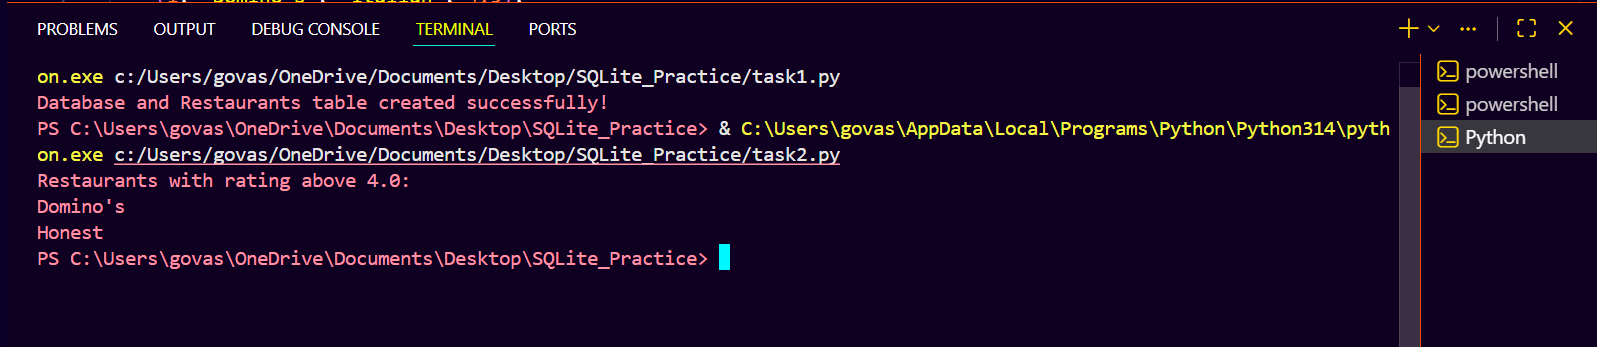 PROBLEMS OUTPUT DEBUG CONSOLE TERMINAL PORTS
on.exe c:/Users/govas/OneDrive/Documents/Desktop/SQLite_Practice/task1.py
Database and Restaurants table created successfully!
PS C:\Users\govas\OneDrive\Documents\Desktop\SQLite_Practice> & C:\Users\govas\AppData\Local\Programs\Python\Python314\pyth
on.exe c:/Users/govas/OneDrive/Documents/Desktop/SQLite_Practice/task2.py
Restaurants with rating above 4.0:
Domino's
Honest
PS C:\Users\govas\OneDrive\Documents\Desktop\SQLite_Practice>
powershell
powershell
Python